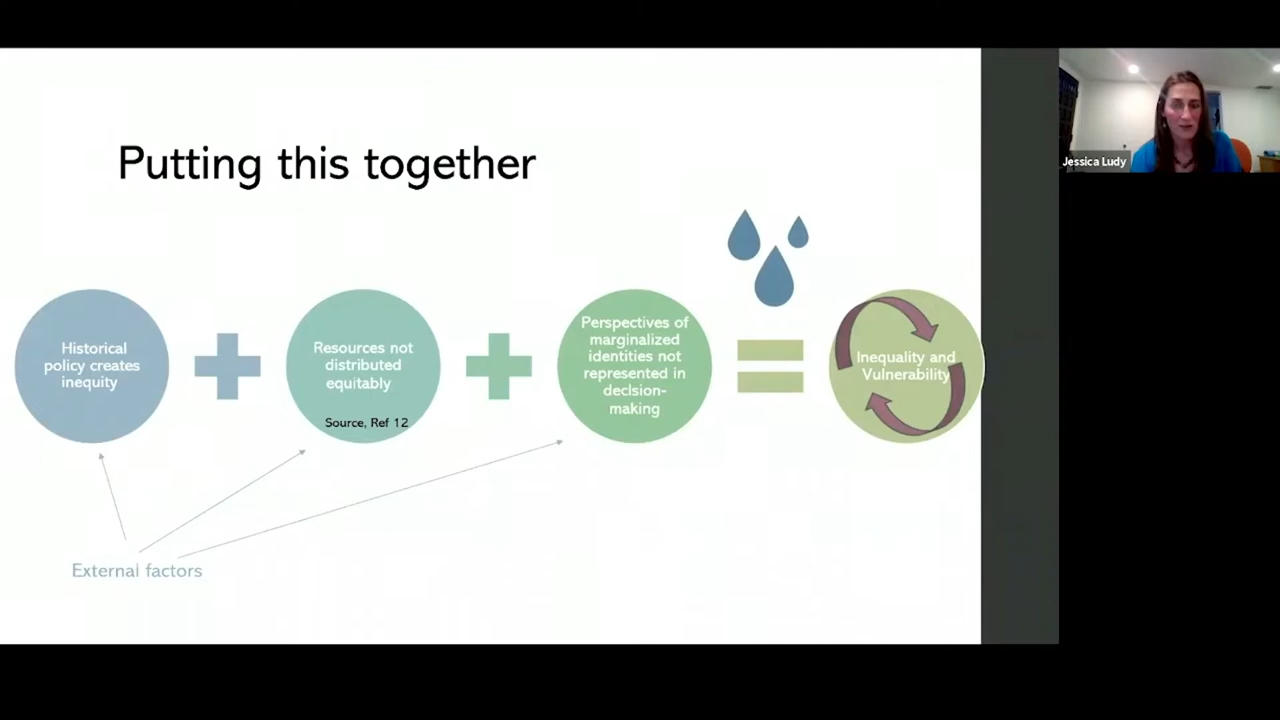 Putting this together
Historical
policy creates
inequity
Resources not
distributed
equitably
Source, Ref 12
Perspectives of
marginalized
identities not
represented in
decision-
making
Inequality and
Vulnerability
External factors
Jessica Ludy